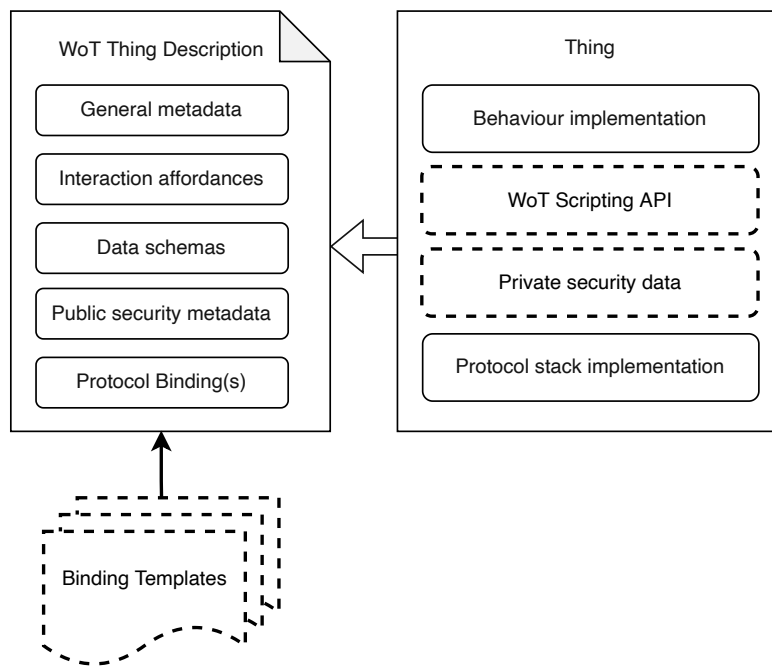 WoT Thing Description
General metadata
Interaction affordances
Data schemas
Public security metadata
Protocol Binding(s)
Thing
Behaviour implementation
WoT Scripting API
Private security data
Protocol stack implementation
Binding Templates